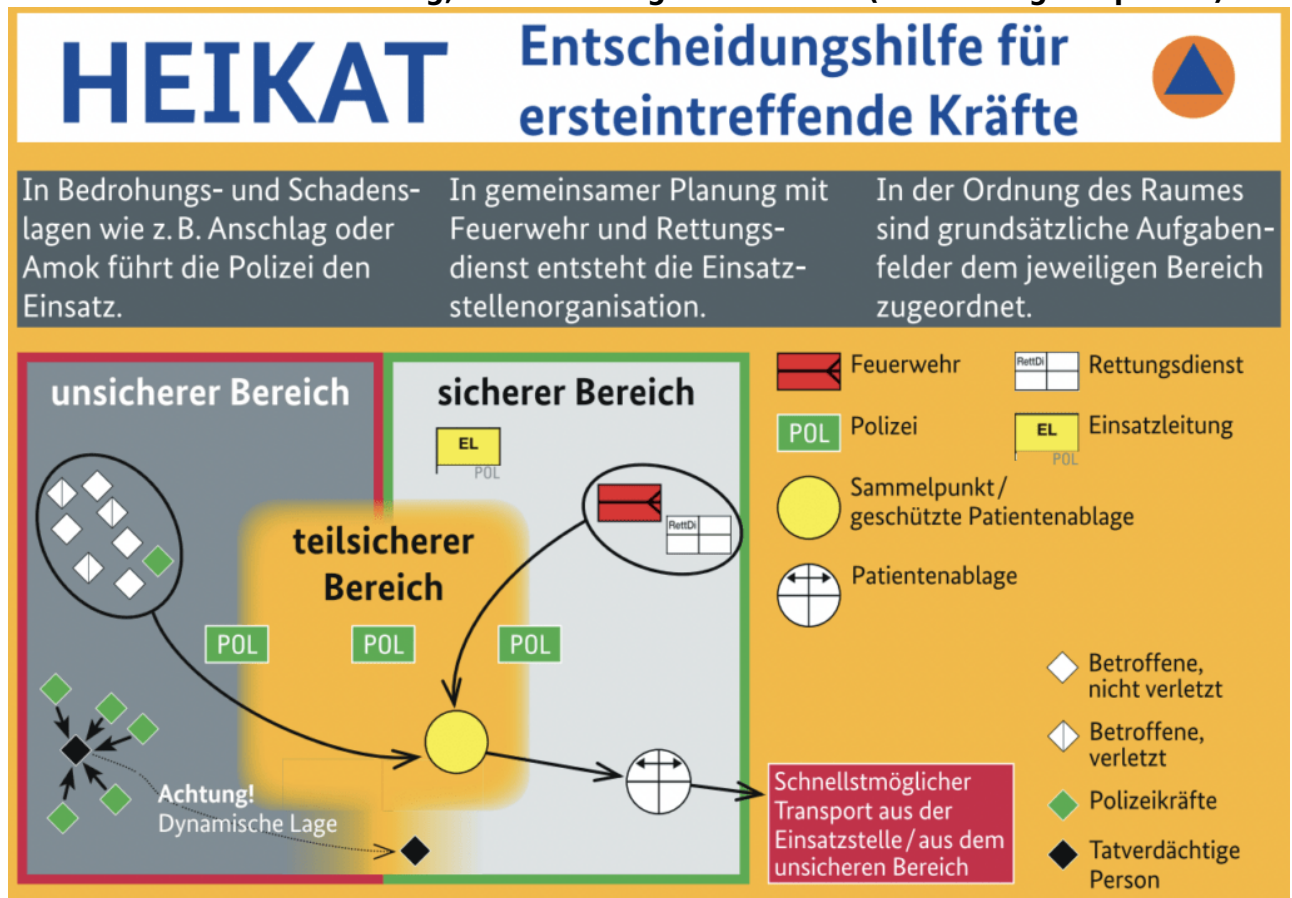 HEIKAT
Entscheidungshilfe für
ersteintreffende Kräfte
In Bedrohungs- und Schadens-
lagen wie z. B. Anschlag oder
Amok führt die Polizei den
Einsatz.
In gemeinsamer Planung mit
Feuerwehr und Rettungs-
dienst entsteht die Einsatz-
stellenorganisation.
In der Ordnung des Raumes
sind grundsätzliche Aufgaben-
felder dem jeweiligen Bereich
zugeordnet.
unsicherer Bereich
sicherer Bereich
EL
POL
RettDi
teilsicherer
Bereich
POL
POL
POL
Achtung!
Dynamische Lage
Feuerwehr
RettDi
Rettungsdienst
POL
Polizei
EL
POL
Einsatzleitung
Sammelpunkt/
geschützte Patientenablage
Patientenablage
Betroffene,
nicht verletzt
Betroffene,
verletzt
Polizeikräfte
Tatverdächtige
Person
Schnellstmöglicher
Transport aus der
Einsatzstelle/aus dem
unsicheren Bereich